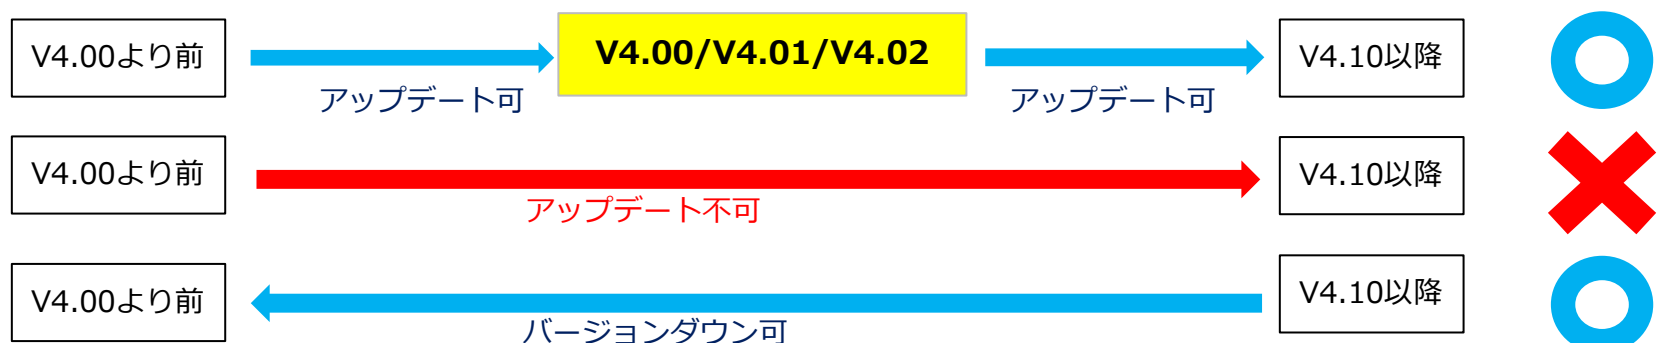 V4.00より前
V4.00/V4.01/V4.02
V4.10以降
アップデート可
アップデート可
V4.00より前
V4.10以降
アップデート不可
V4.00より前
V4.10以降
バージョンダウン可